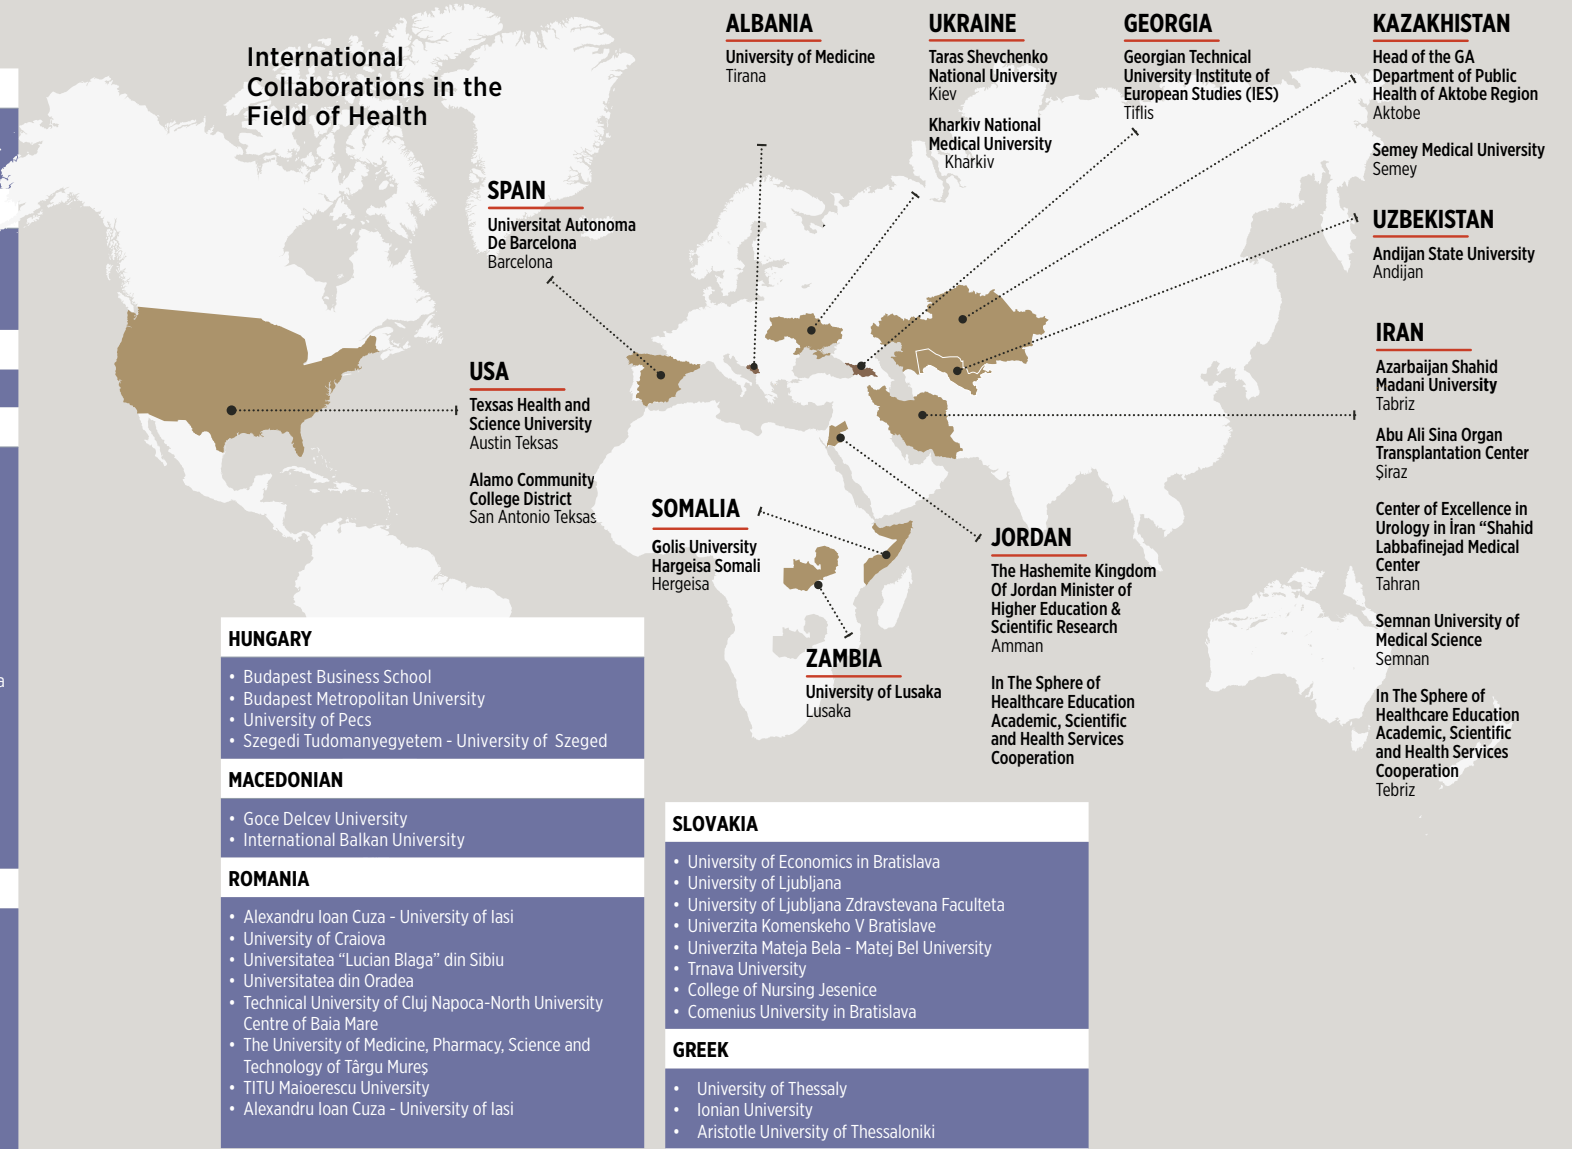 International
Collaborations in the
Field of Health
ALBANIA
University of Medicine
Tirana
UKRAINE
Taras Shevchenko
National University
Kiev
Kharkiv National
Medical University
Kharkiv
GEORGIA
Georgian Technical
University Institute of
European Studies (IES)
Tiflis
KAZAKHISTAN
Head of the GA
Department of Public
Health of Aktobe Region
Aktobe
Semey Medical University
Semey
UZBEKISTAN
Andijan State University
Andijan
SPAIN
Universitat Autonoma
De Barcelona
Barcelona
USA
Texsas Health and
Science University
Austin Teksas
Alamo Community
College District
San Antonio Teksas
IRAN
Azarbaijan Shahid
Madani University
Tabriz
Abu Ali Sina Organ
Transplantation Center
Şiraz
Center of Excellence in
Urology in İran “Shahid
Labbafinejad Medical
Center
Tahran
Semnan University of
Medical Science
Semnan
In The Sphere of
Healthcare Education
Academic, Scientific
and Health Services
Cooperation
Tebriz
SOMALIA
Golis University
Hargeisa Somali
Hergeisa
JORDAN
The Hashemite Kingdom
Of Jordan Minister of
Higher Education &
Scientific Research
Amman
In The Sphere of
Healthcare Education
Academic, Scientific
and Health Services
Cooperation
ZAMBIA
University of Lusaka
Lusaka
HUNGARY
• Budapest Business School
• Budapest Metropolitan University
• University of Pecs
• Szegedi Tudomanyegyetem - University of Szeged
MACEDONIAN
• Goce Delcev University
• International Balkan University
ROMANIA
• Alexandru Ioan Cuza - University of Iasi
• University of Craiova
• Universitatea “Lucian Blaga” din Sibiu
• Universitatea din Oradea
• Technical University of Cluj Napoca-North University
Centre of Baia Mare
• The University of Medicine, Pharmacy, Science and
Technology of Târgu Mureş
• TITU Maioerescu University
• Alexandru Ioan Cuza - University of Iasi
SLOVAKIA
• University of Economics in Bratislava
• University of Ljubljana
• University of Ljubljana Zdravstevana Faculteta
• Univerzita Komenskeho V Bratislave
• Univerzita Mateja Bela - Matej Bel University
• Trnava University
• College of Nursing Jesenice
• Comenius University in Bratislava
GREEK
• University of Thessaly
• Ionian University
• Aristotle University of Thessaloniki